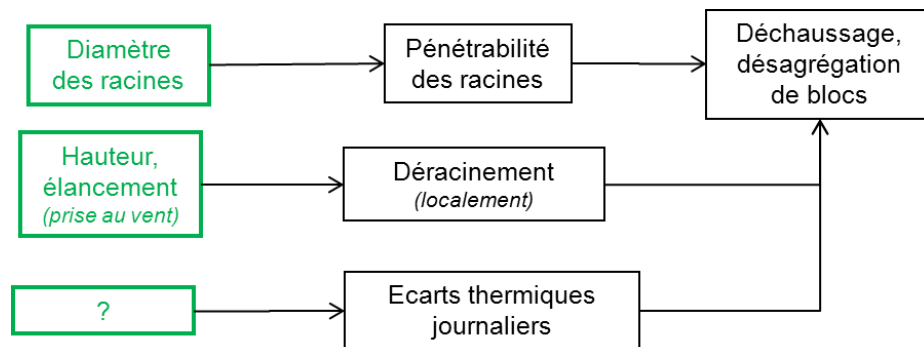 Diamètre
des racines
Pénétrabilité
des racines
Déchaussage,
désagrégation
de blocs
Hauteur,
élancement
(prise au vent)
Déracinement
(localement)
?
Ecarts thermiques
journaliers